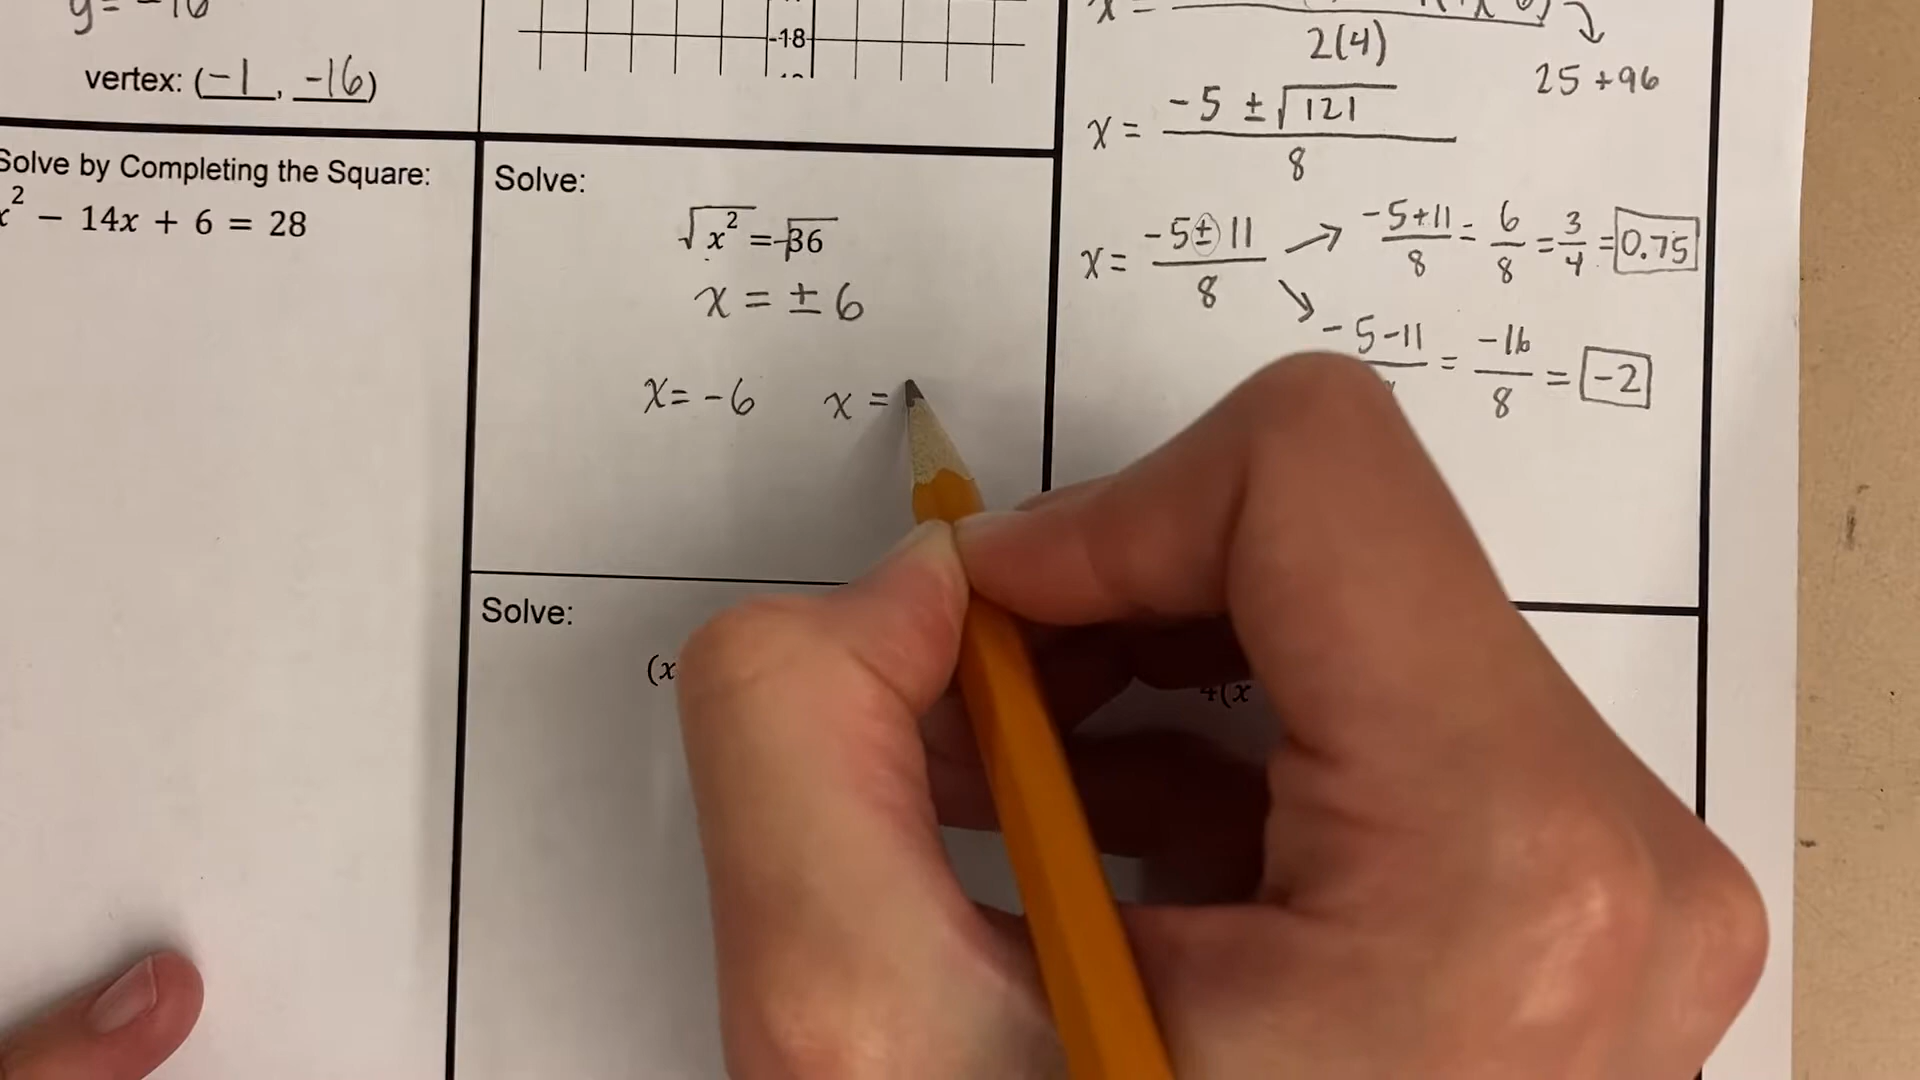 y = -16
vertex: (-1, -16)
Solve by Completing the Square:
x² − 14x + 6 = 28
-18
Solve:
√x² = √36
x = ± 6
x = -6 x =
Solve:
(x
2(4)
25 + 96
x = (-5 ± √121)/8
x = (-5 ± 11)/8 → (-5+11)/8 = 6/8 = 3/4 = 0.75
↘ -5-11 = -16/8 = -2
4(x